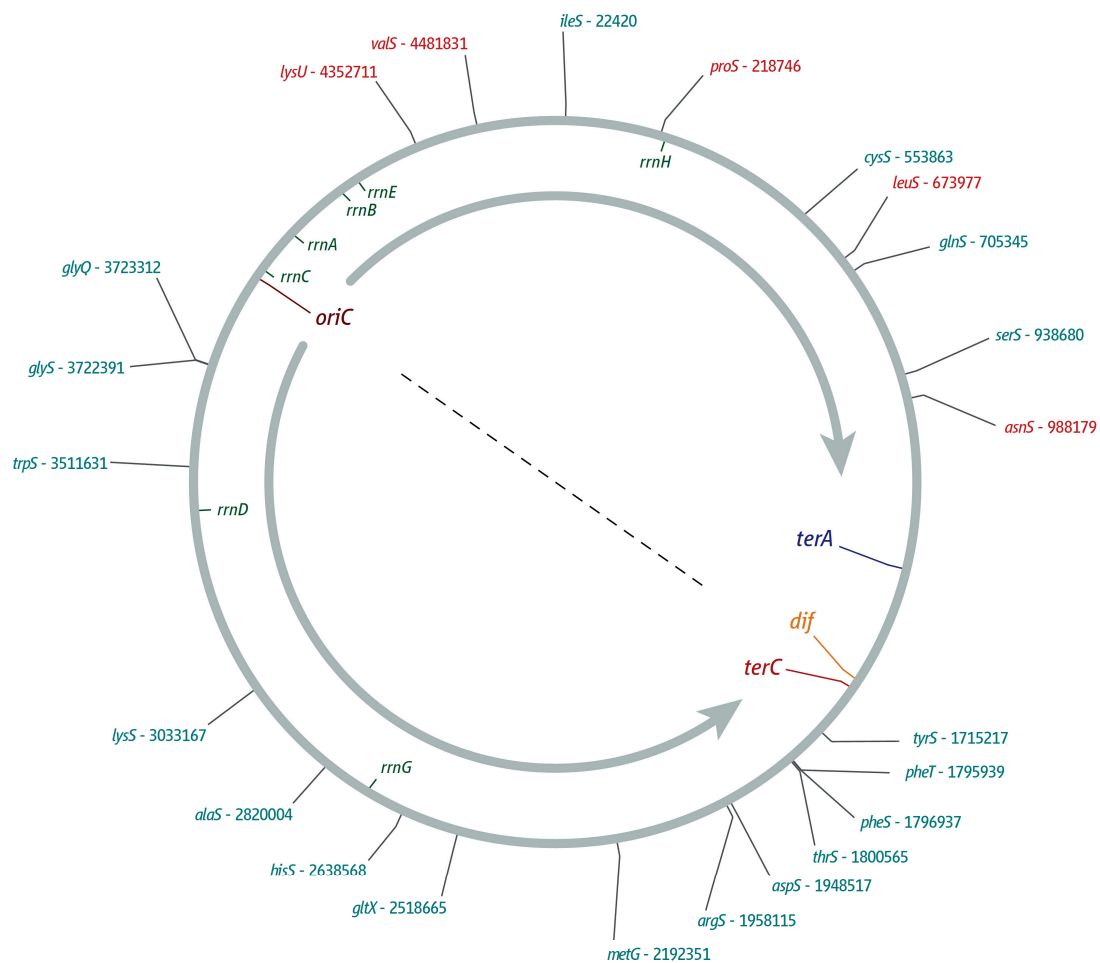 ileS - 22420
valS - 4481831
lysU - 4352711
proS - 218746
rrnH
cysS - 553863
leuS - 673977
rrnE
rrnB
rrnA
glnS - 705345
glyQ - 3723312
rrnC
oriC
serS - 938680
glyS - 3722391
asnS - 988179
trpS - 3511631
rrnD
terA
dif
terC
lysS - 3033167
tyrS - 1715217
rrnG
pheT - 1795939
alaS - 2820004
pheS - 1796937
thrS - 1800565
hisS - 2638568
aspS - 1948517
gltX - 2518665
argS - 1958115
metG - 2192351